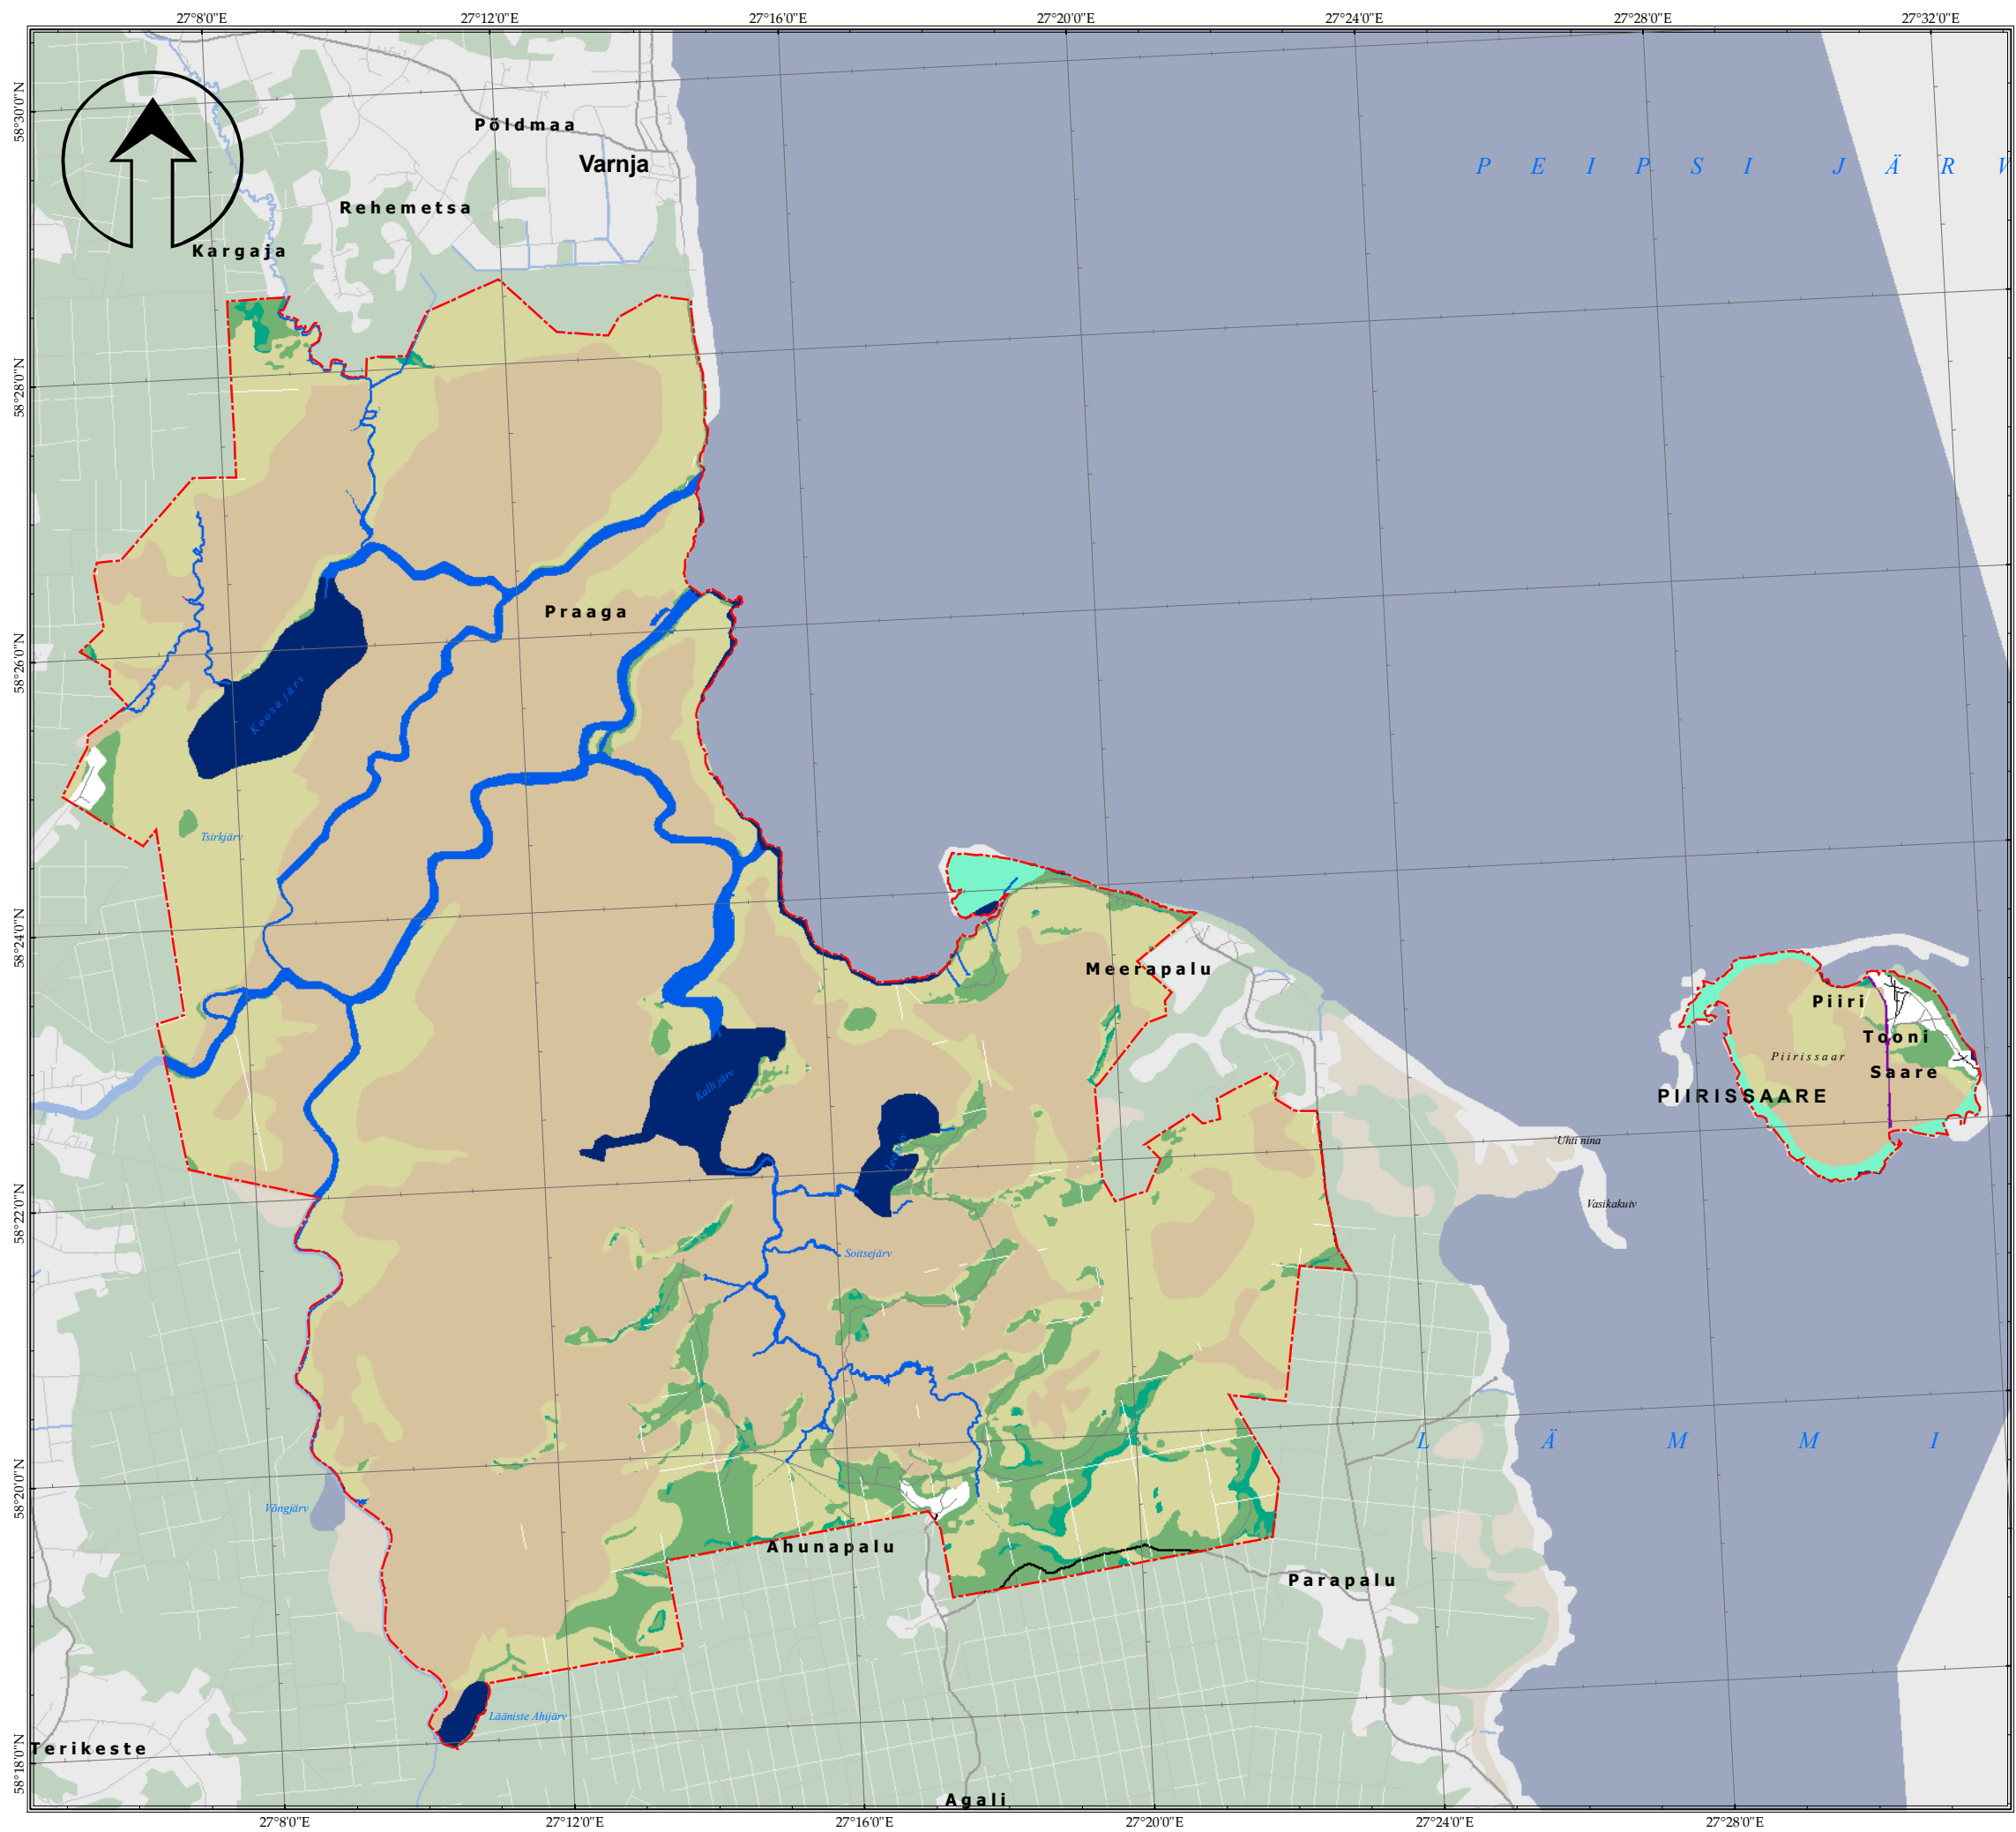 27°8'0"E 27°12'0"E 27°16'0"E 27°20'0"E 27°24'0"E 27°28'0"E 27°32'0"E
58°30'0"N
Põldmaa
Varnja
PEIPSI JÄRV
Rehemetsa
Kargaja
58°28'0"N
Praaga
58°26'0"N
Koosa järv
Tsirkjärv
58°24'0"N
Meerapalu
Piiri
Tooni
Piirissaar
Saare
Kalli järv
PIIRISSAARE
Uhti nina
Vasikakuiv
58°22'0"N
Soitsejärv
LÄMMI
58°20'0"N
Võngjärv
Ahunapalu
Parapalu
Lääniste Ahijärv
Terikeste
58°18'0"N
Agali
27°8'0"E 27°12'0"E 27°16'0"E 27°20'0"E 27°24'0"E 27°28'0"E